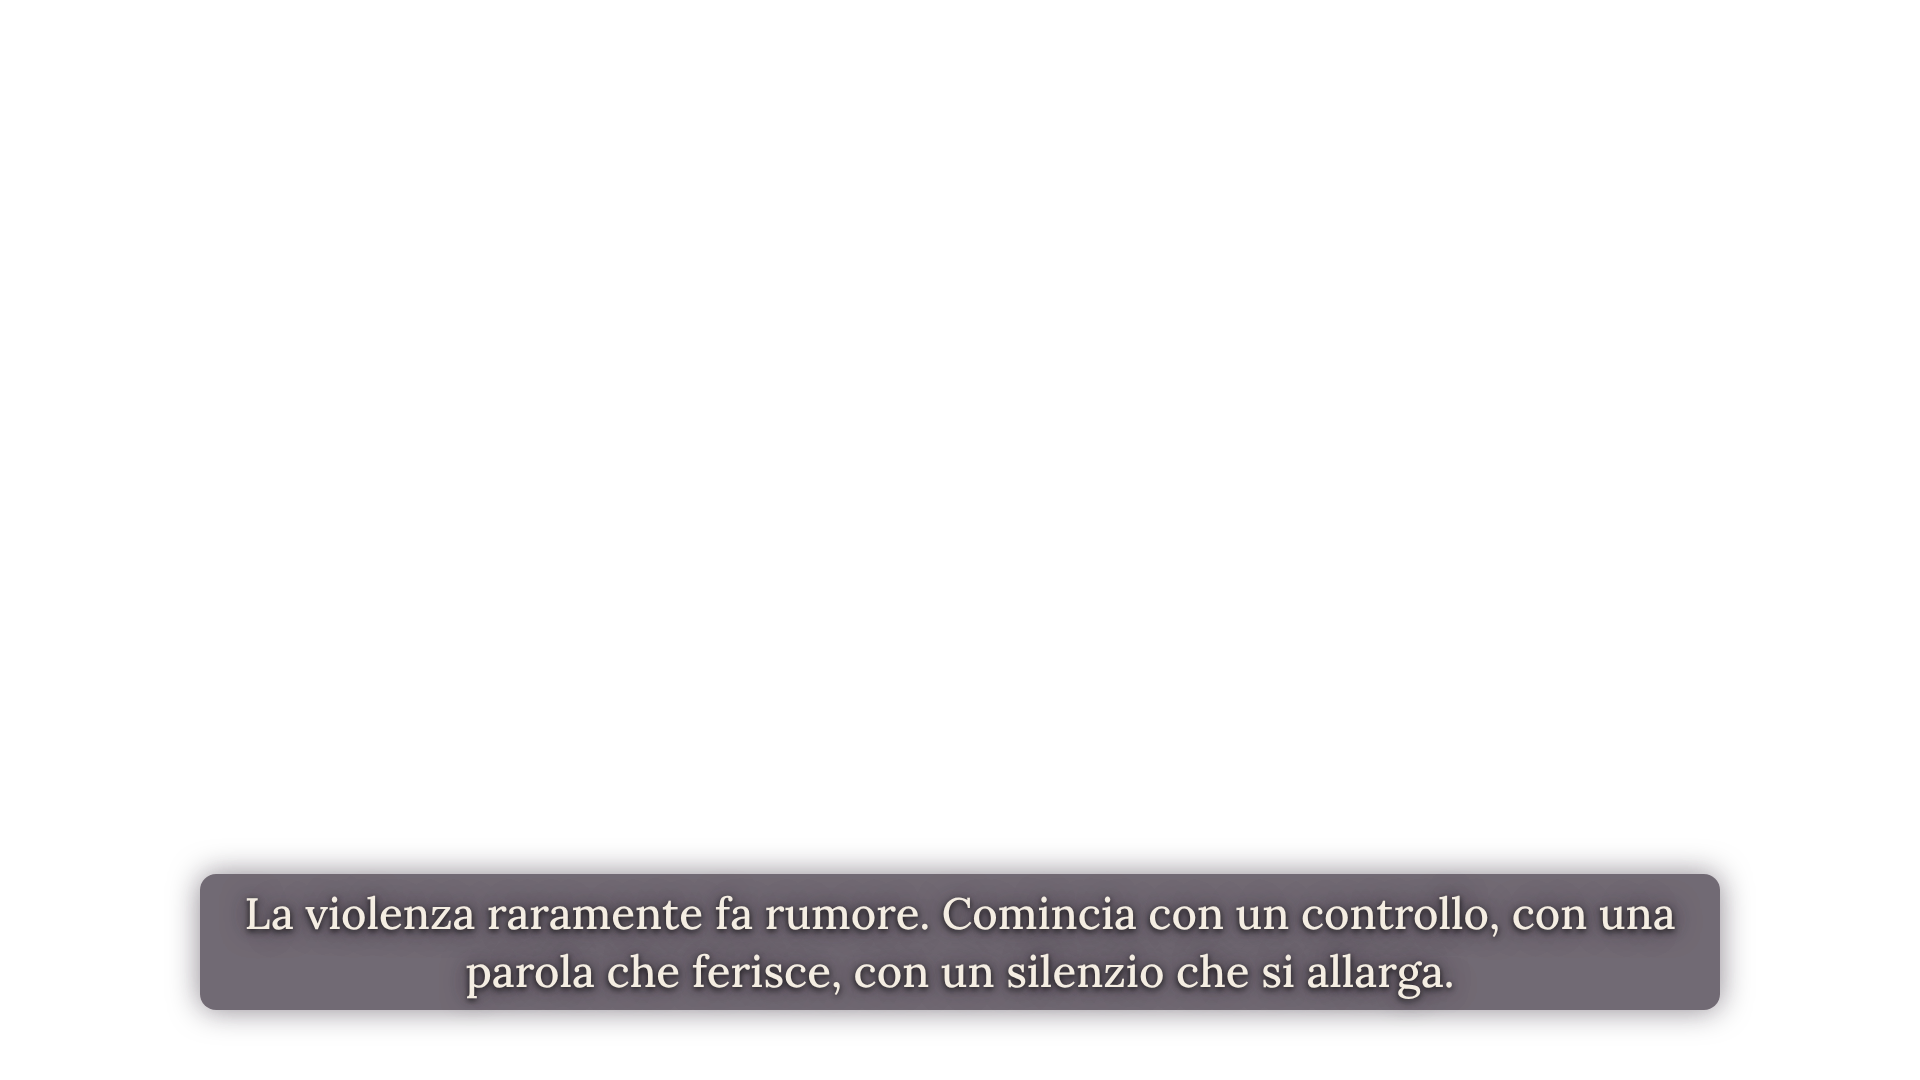 La violenza raramente fa rumore. Comincia con un controllo, con una
parola che ferisce, con un silenzio che si allarga.